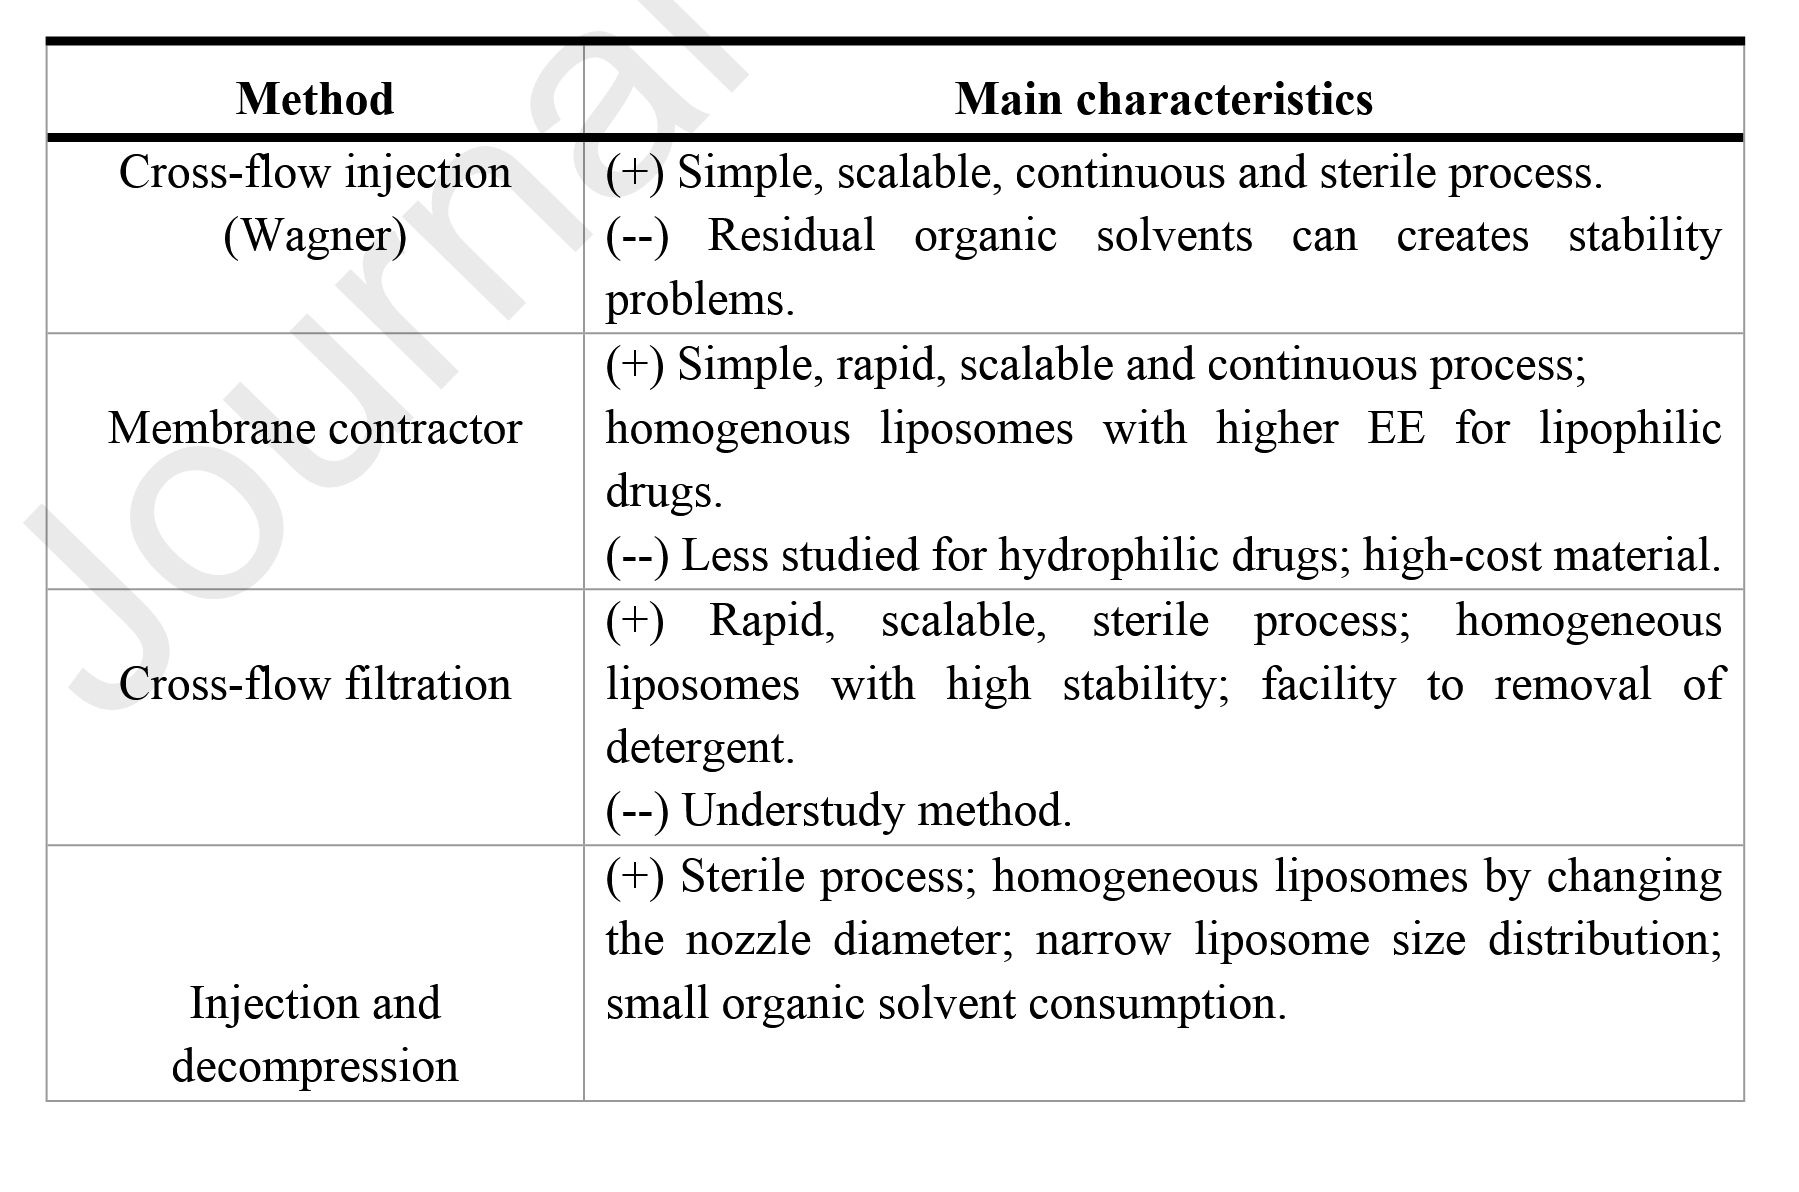 Method
Main characteristics
Cross-flow injection
(Wagner)
(+) Simple, scalable, continuous and sterile process.
(--) Residual organic solvents can creates stability
problems.
Membrane contractor
(+) Simple, rapid, scalable and continuous process;
homogenous liposomes with higher EE for lipophilic
drugs.
(--) Less studied for hydrophilic drugs; high-cost material.
Cross-flow filtration
(+) Rapid, scalable, sterile process; homogeneous
liposomes with high stability; facility to removal of
detergent.
(--) Understudy method.
Injection and
decompression
(+) Sterile process; homogeneous liposomes by changing
the nozzle diameter; narrow liposome size distribution;
small organic solvent consumption.
Journal